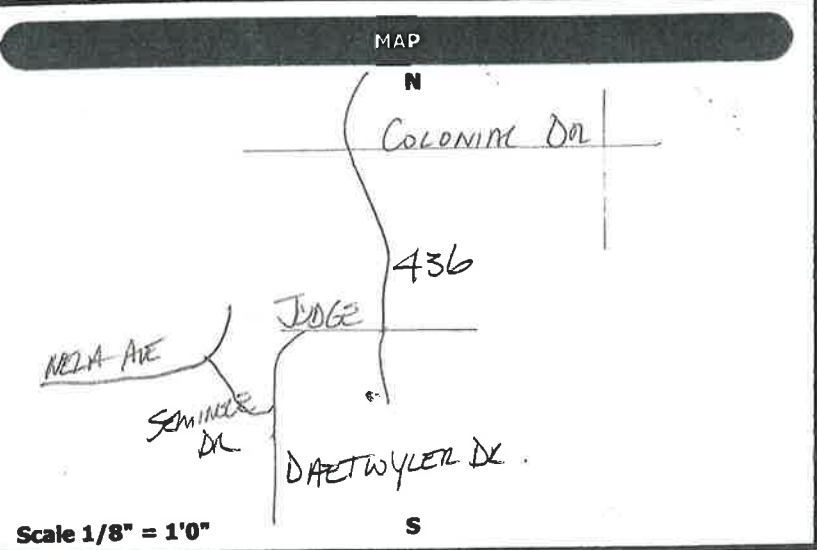 MAP
N
COLONIAL DR
436
JUDGE
NELA AVE
SEMINOLE
DR
DAETWYLER DR.
Scale 1/8" = 1'0"
S